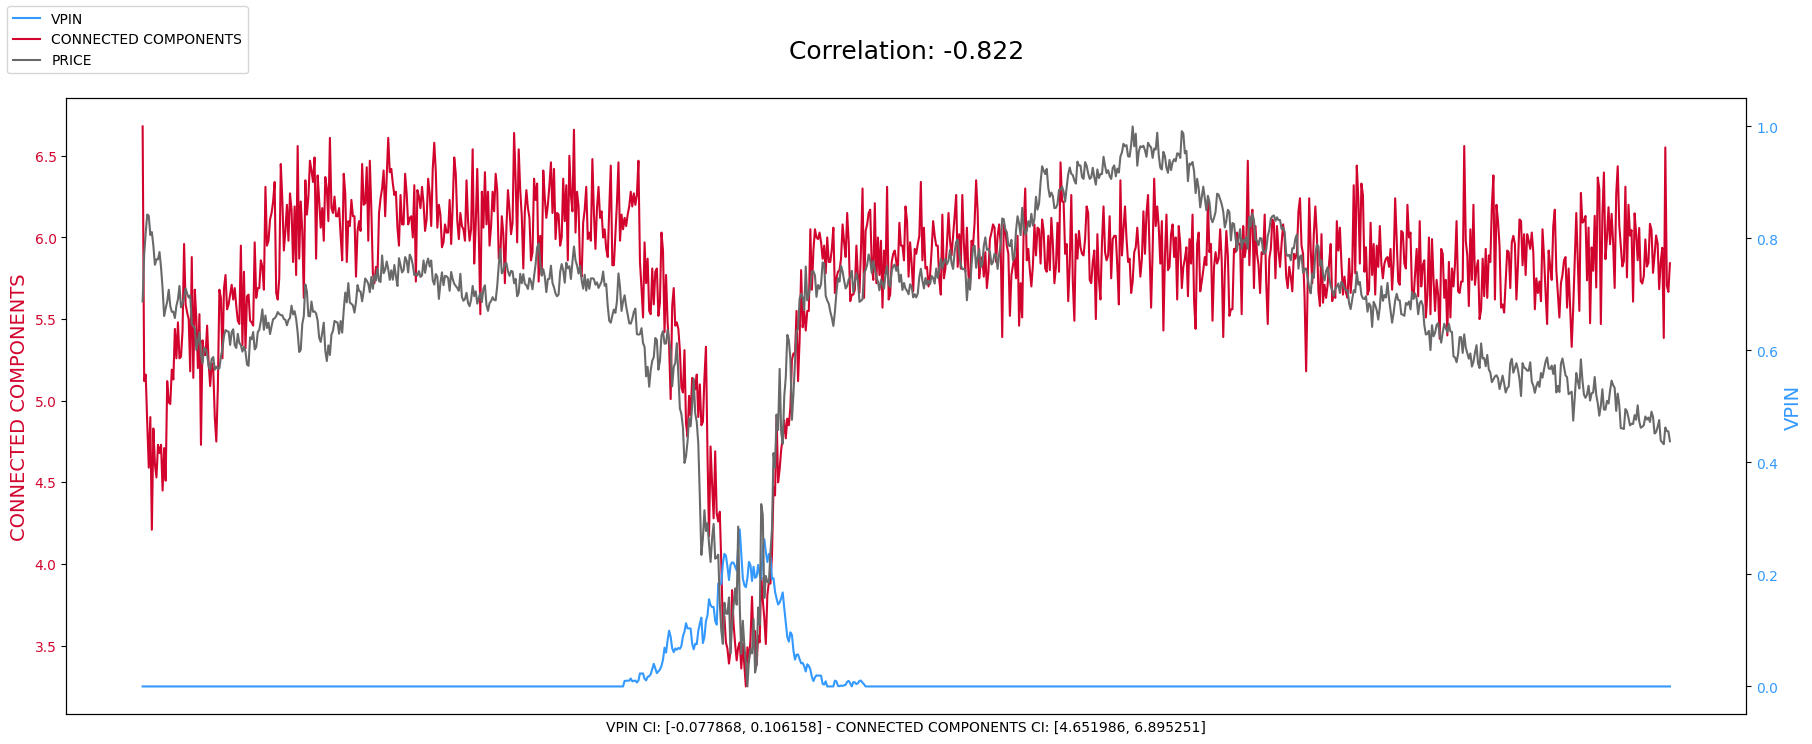 VPIN
CONNECTED COMPONENTS
PRICE
Correlation: -0.822
CONNECTED COMPONENTS
6.5
6.0
5.5
5.0
4.5
4.0
3.5
1.0
0.8
0.6
0.4
0.2
0.0
VPIN
VPIN CI: [-0.077868, 0.106158] - CONNECTED COMPONENTS CI: [4.651986, 6.895251]